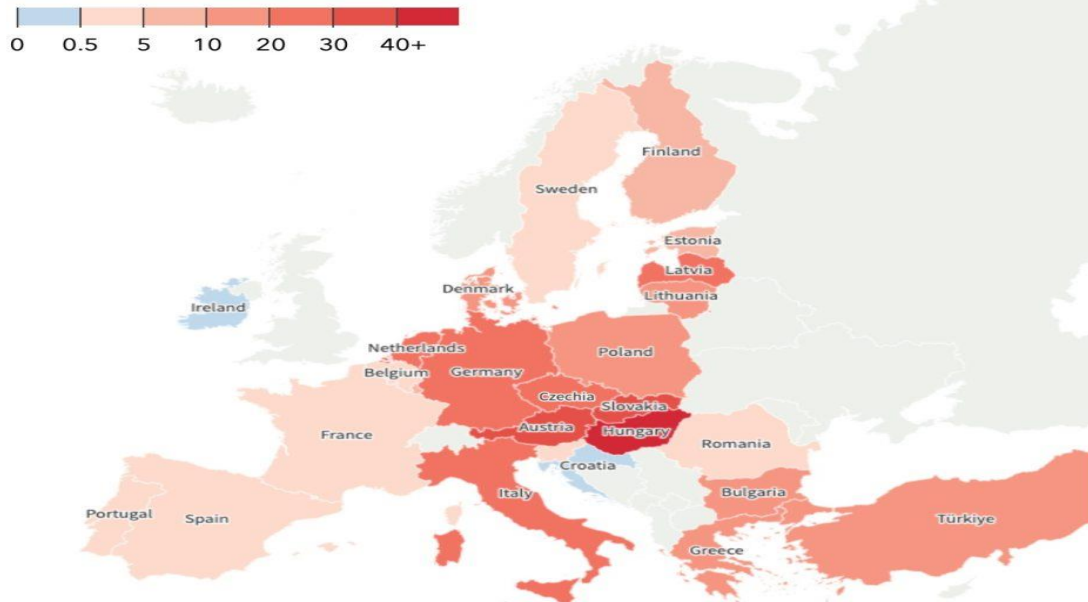 0 0.5 5 10 20 30 40+
Finland
Sweden
Estonia
Latvia
Denmark
Lithuania
Ireland
Netherlands
Poland
Belgium
Germany
Czechia
Slovakia
Austria
Hungary
France
Romania
Croatia
Italy
Bulgaria
Portugal
Spain
Türkiye
Greece